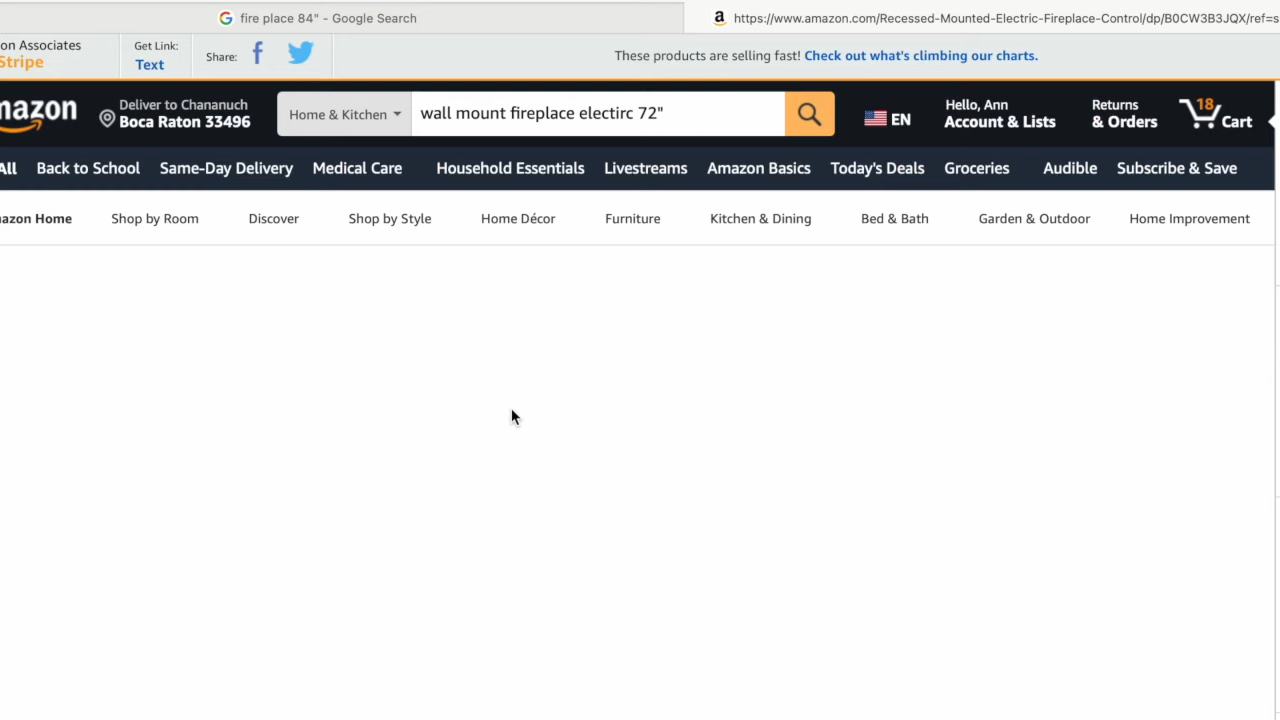 fire place 84" - Google Search
https://www.amazon.com/Recessed-Mounted-Electric-Fireplace-Control/dp/B0CW3B3JQX/ref=s
on Associates
Stripe
Get Link:
Text
Share:
These products are selling fast! Check out what's climbing our charts.
mazon
Deliver to Chananuch
Boca Raton 33496
Home & Kitchen
wall mount fireplace electirc 72"
EN
Hello, Ann
Account & Lists
Returns
& Orders
18
Cart
All Back to School Same-Day Delivery Medical Care Household Essentials Livestreams Amazon Basics Today's Deals Groceries Audible Subscribe & Save
azon Home Shop by Room Discover Shop by Style Home Décor Furniture Kitchen & Dining Bed & Bath Garden & Outdoor Home Improvement